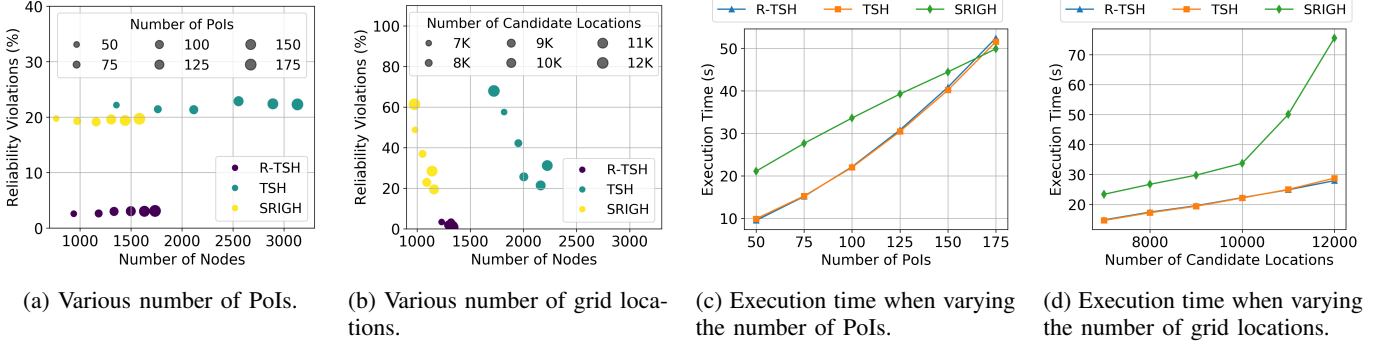 Number of PoIs
50 100 150
75 125 175
R-TSH
TSH
SRIGH
40
30
20
10
0
Reliability Violations (%)
1000 1500 2000 2500 3000
Number of Nodes
(a) Various number of PoIs.
Number of Candidate Locations
7K 9K 11K
8K 10K 12K
R-TSH
TSH
SRIGH
100
80
60
40
20
0
Reliability Violations (%)
1000 1500 2000 2500 3000
Number of Nodes
(b) Various number of grid loca-
tions.
R-TSH TSH SRIGH
50
40
30
20
10
Execution Time (s)
50 75 100 125 150 175
Number of PoIs
(c) Execution time when varying
the number of PoIs.
R-TSH TSH SRIGH
70
60
50
40
30
20
Execution Time (s)
8000 10000 12000
Number of Candidate Locations
(d) Execution time when varying
the number of grid locations.